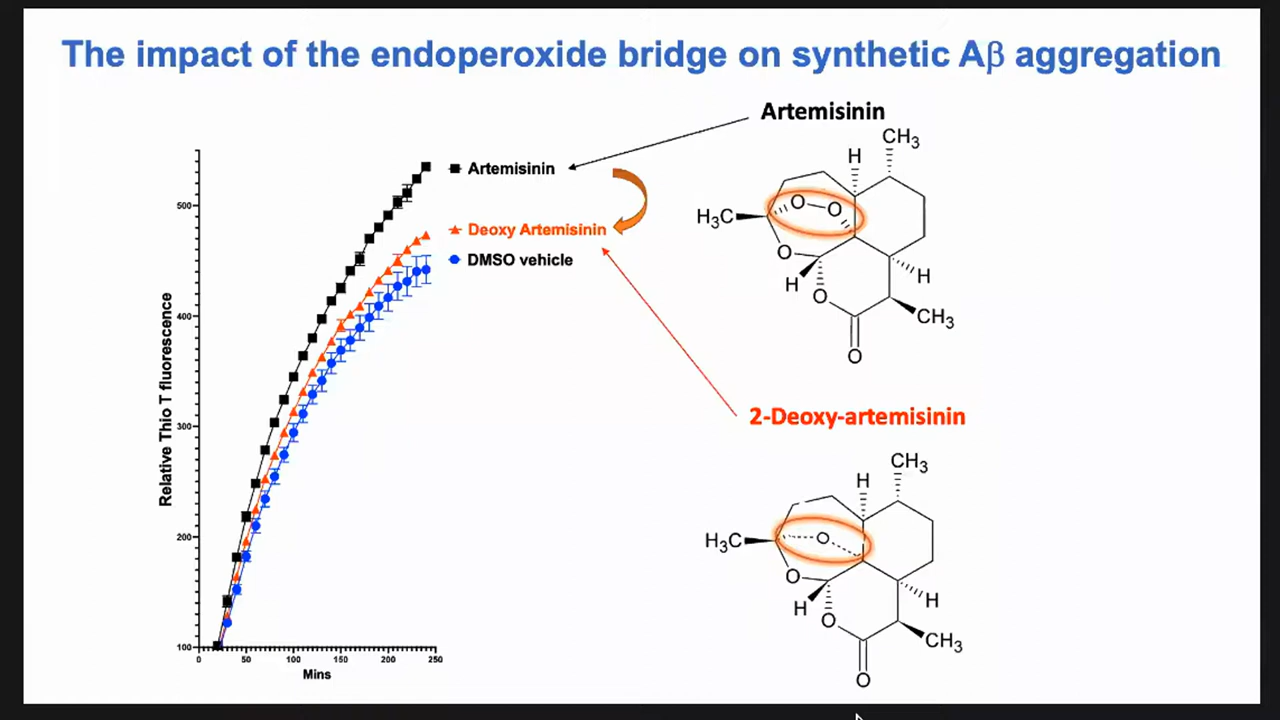 The impact of the endoperoxide bridge on synthetic Aβ aggregation
Artemisinin
Artemisinin
Deoxy Artemisinin
DMSO vehicle
Relative Thio T fluorescence
500
400
300
200
100
0
50
100
150
200
250
Mins
CH3
H
O
O
H3C
O
H
H
O
CH3
O
2-Deoxy-artemisinin
CH3
H
O
H3C
O
H
H
O
CH3
O